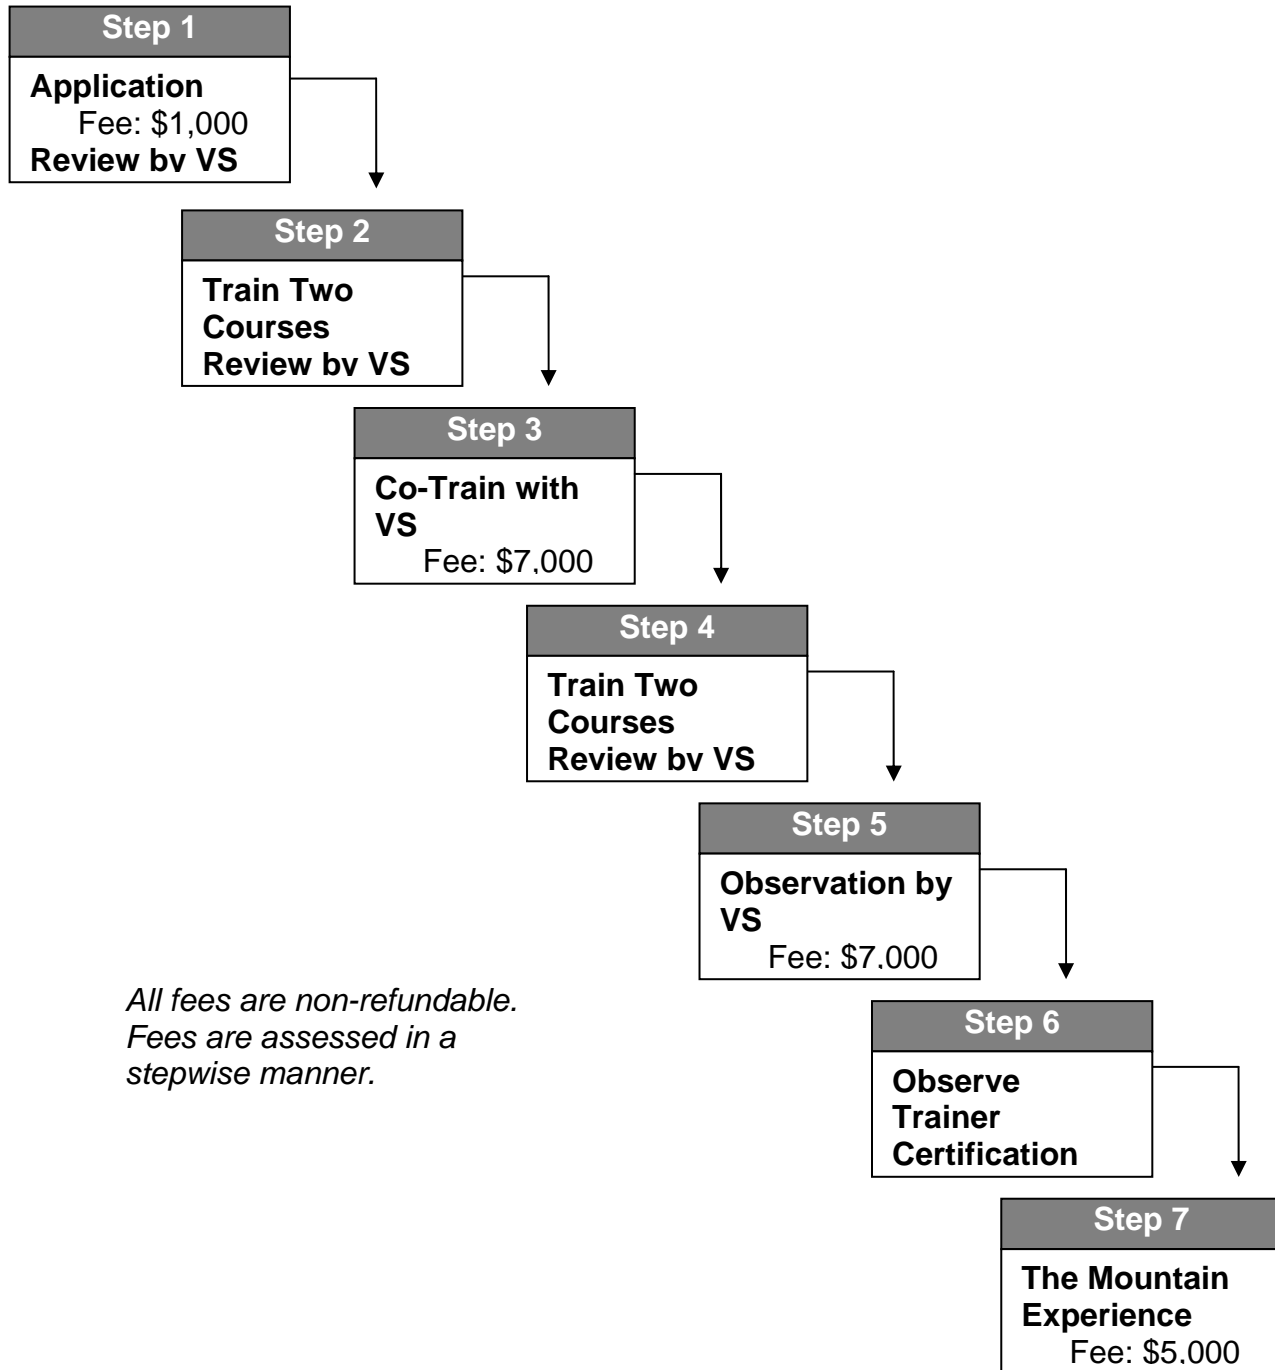 Step 1
Application
Fee: $1,000
Review by VS
Step 2
Train Two
Courses
Review by VS
Step 3
Co-Train with
VS
Fee: $7,000
Step 4
Train Two
Courses
Review by VS
Step 5
Observation by
VS
Fee: $7,000
All fees are non-refundable.
Fees are assessed in a
stepwise manner.
Step 6
Observe
Trainer
Certification
Step 7
The Mountain
Experience
Fee: $5,000